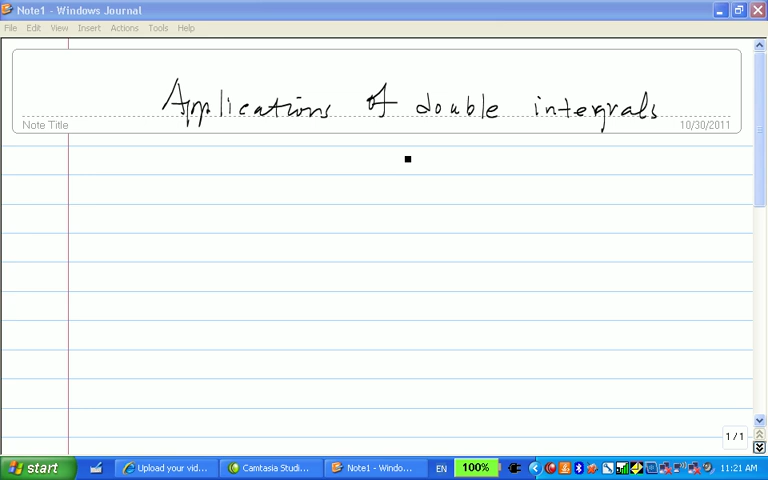 Note1 - Windows Journal
File Edit View Insert Actions Tools Help
Applications of double integrals
Note Title 10/30/2011
1 / 1
start Upload your vid... Camtasia Studi... Note1 - Windo... EN 100% 11:21 AM